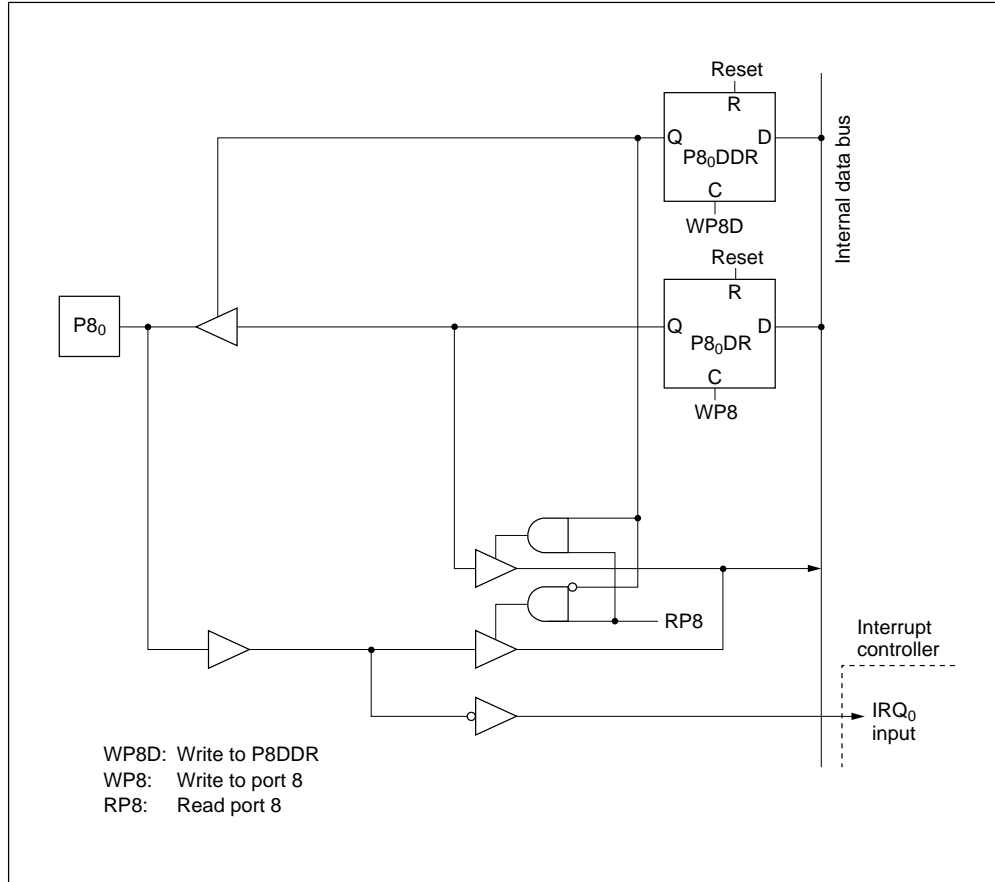 Reset
R
Q D
P8₀DDR
C
WP8D
Internal data bus
Reset
R
P8₀
Q D
P8₀DR
C
WP8
RP8
Interrupt
controller
IRQ₀
input
WP8D: Write to P8DDR
WP8: Write to port 8
RP8: Read port 8